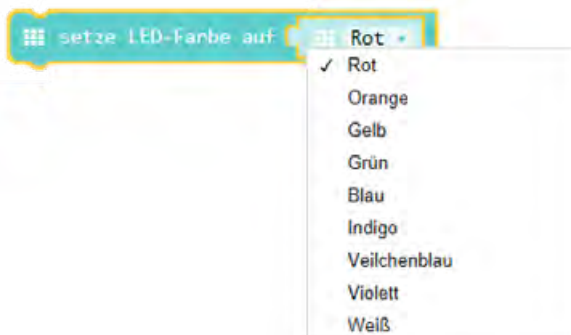 setze LED-Farbe auf Rot
✓ Rot
Orange
Gelb
Grün
Blau
Indigo
Veilchenblau
Violett
Weiß